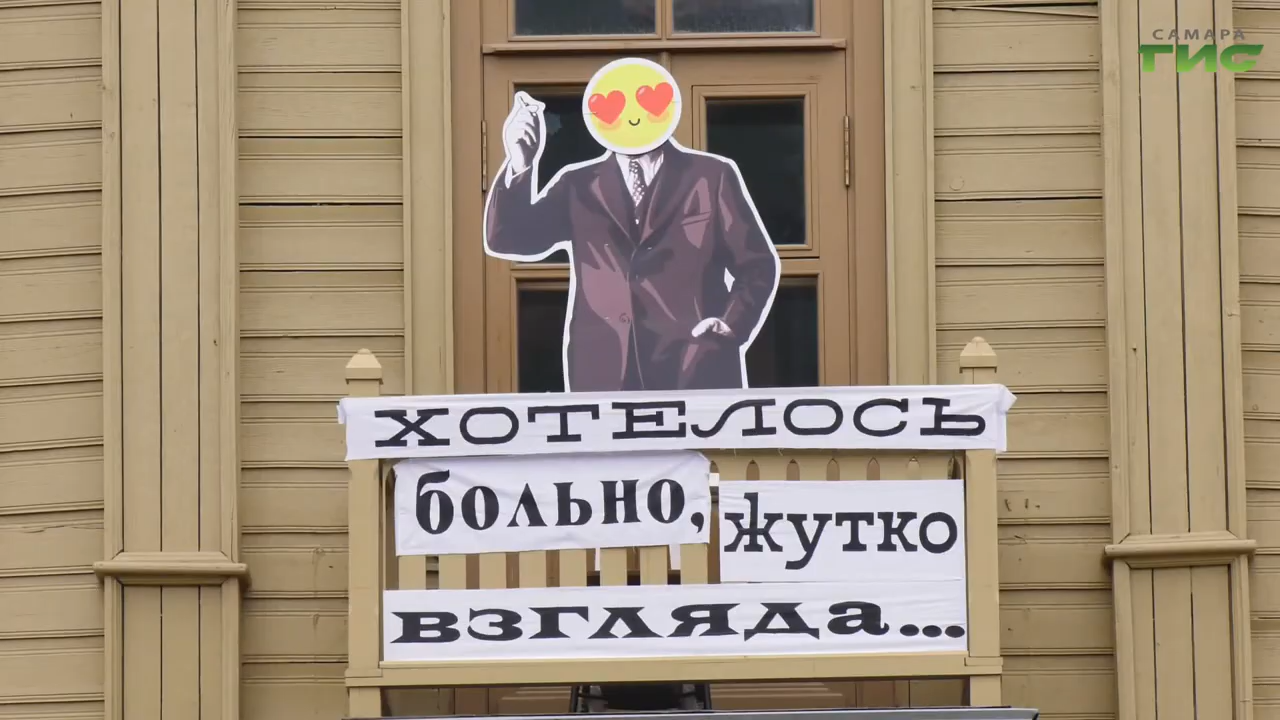 САМАРА
ГИС
ХОТЕЛОСЬ
больно,
жутко
ВЗГЛЯДа...